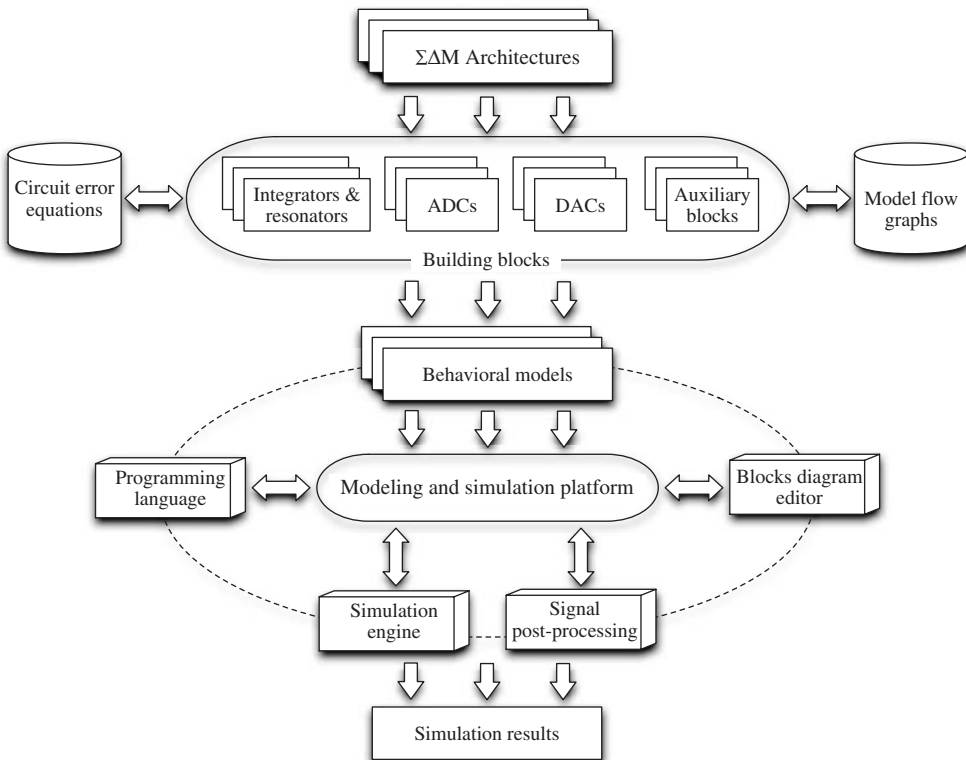 ΣΔM Architectures
Circuit error
equations
Integrators &
resonators
ADCs
DACs
Auxiliary
blocks
Model flow
graphs
Building blocks
Behavioral models
Programming
language
Modeling and simulation platform
Blocks diagram
editor
Simulation
engine
Signal
post-processing
Simulation results